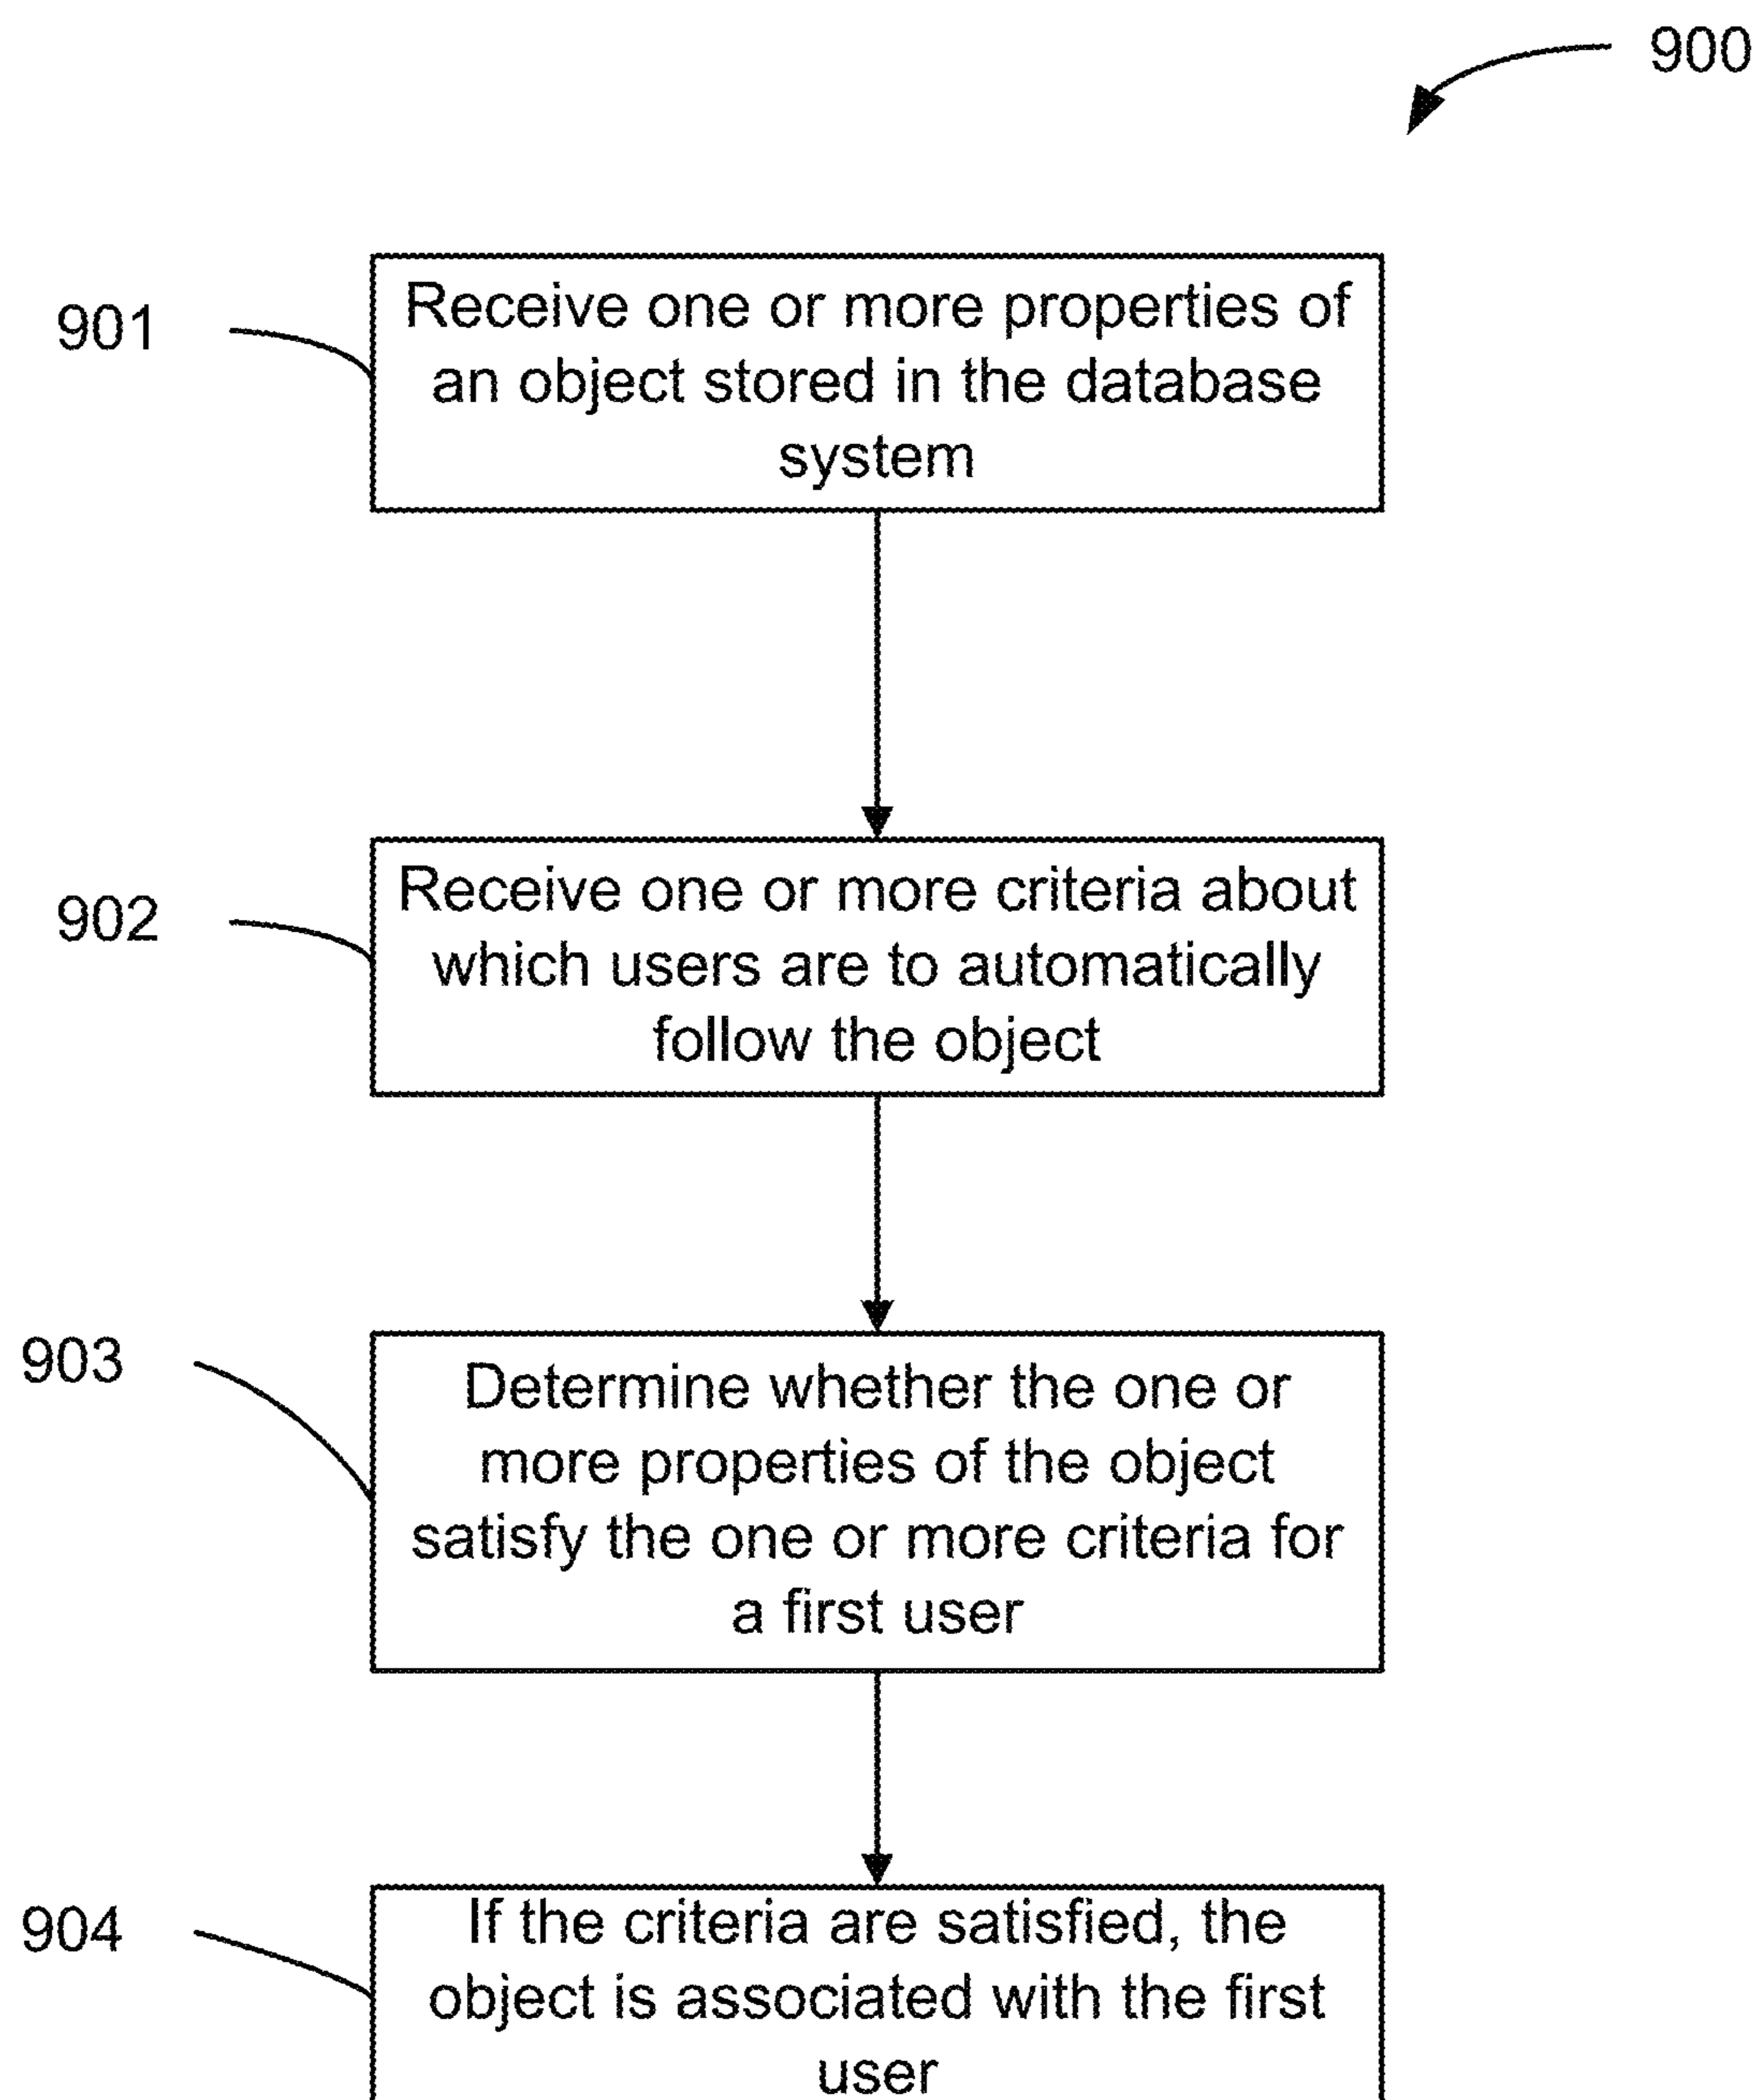 900
901
Receive one or more properties of
an object stored in the database
system
902
Receive one or more criteria about
which users are to automatically
follow the object
903
Determine whether the one or
more properties of the object
satisfy the one or more criteria for
a first user
904
If the criteria are satisfied, the
object is associated with the first
user